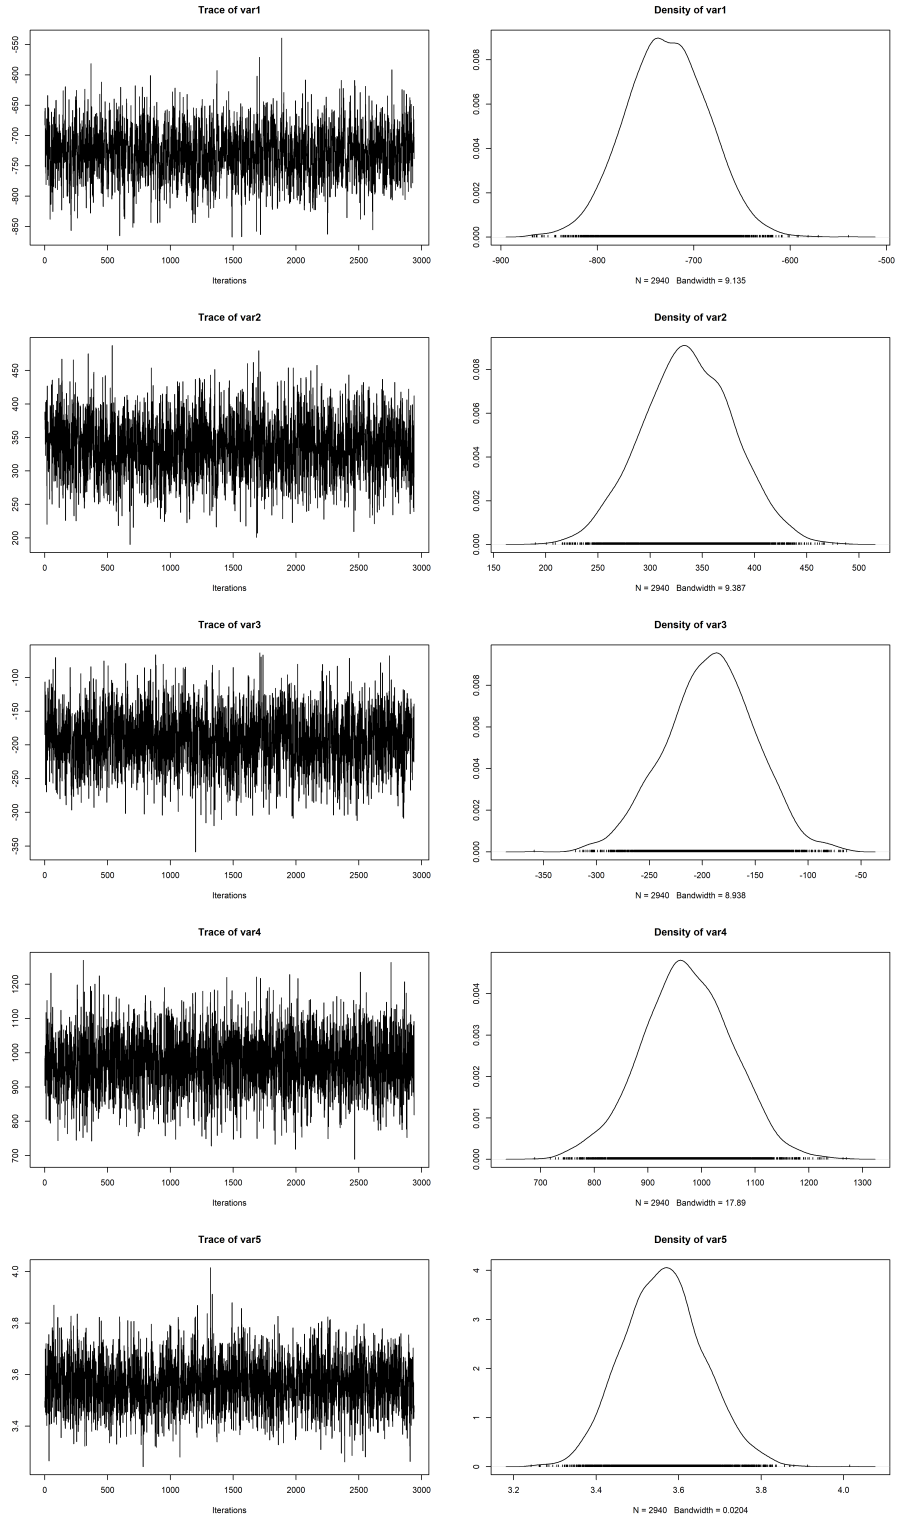 Trace of var1
Density of var1
-550
-600
-650
-700
-750
-800
-850
0 500 1000 1500 2000 2500 3000
Iterations
0.008
0.006
0.004
0.002
0.000
-900 -800 -700 -600 -500
N = 2940 Bandwidth = 9.135
Trace of var2
Density of var2
450
400
350
300
250
200
0 500 1000 1500 2000 2500 3000
Iterations
0.008
0.006
0.004
0.002
0.000
150 200 250 300 350 400 450 500
N = 2940 Bandwidth = 9.387
Trace of var3
Density of var3
-100
-150
-200
-250
-300
-350
0 500 1000 1500 2000 2500 3000
Iterations
0.008
0.006
0.004
0.002
0.000
-350 -300 -250 -200 -150 -100 -50
N = 2940 Bandwidth = 8.938
Trace of var4
Density of var4
1200
1100
1000
900
800
700
0 500 1000 1500 2000 2500 3000
Iterations
0.004
0.003
0.002
0.001
0.000
700 800 900 1000 1100 1200 1300
N = 2940 Bandwidth = 17.89
Trace of var5
Density of var5
4.0
3.8
3.6
3.4
0 500 1000 1500 2000 2500 3000
Iterations
4
3
2
1
0
3.2 3.4 3.6 3.8 4.0
N = 2940 Bandwidth = 0.0204